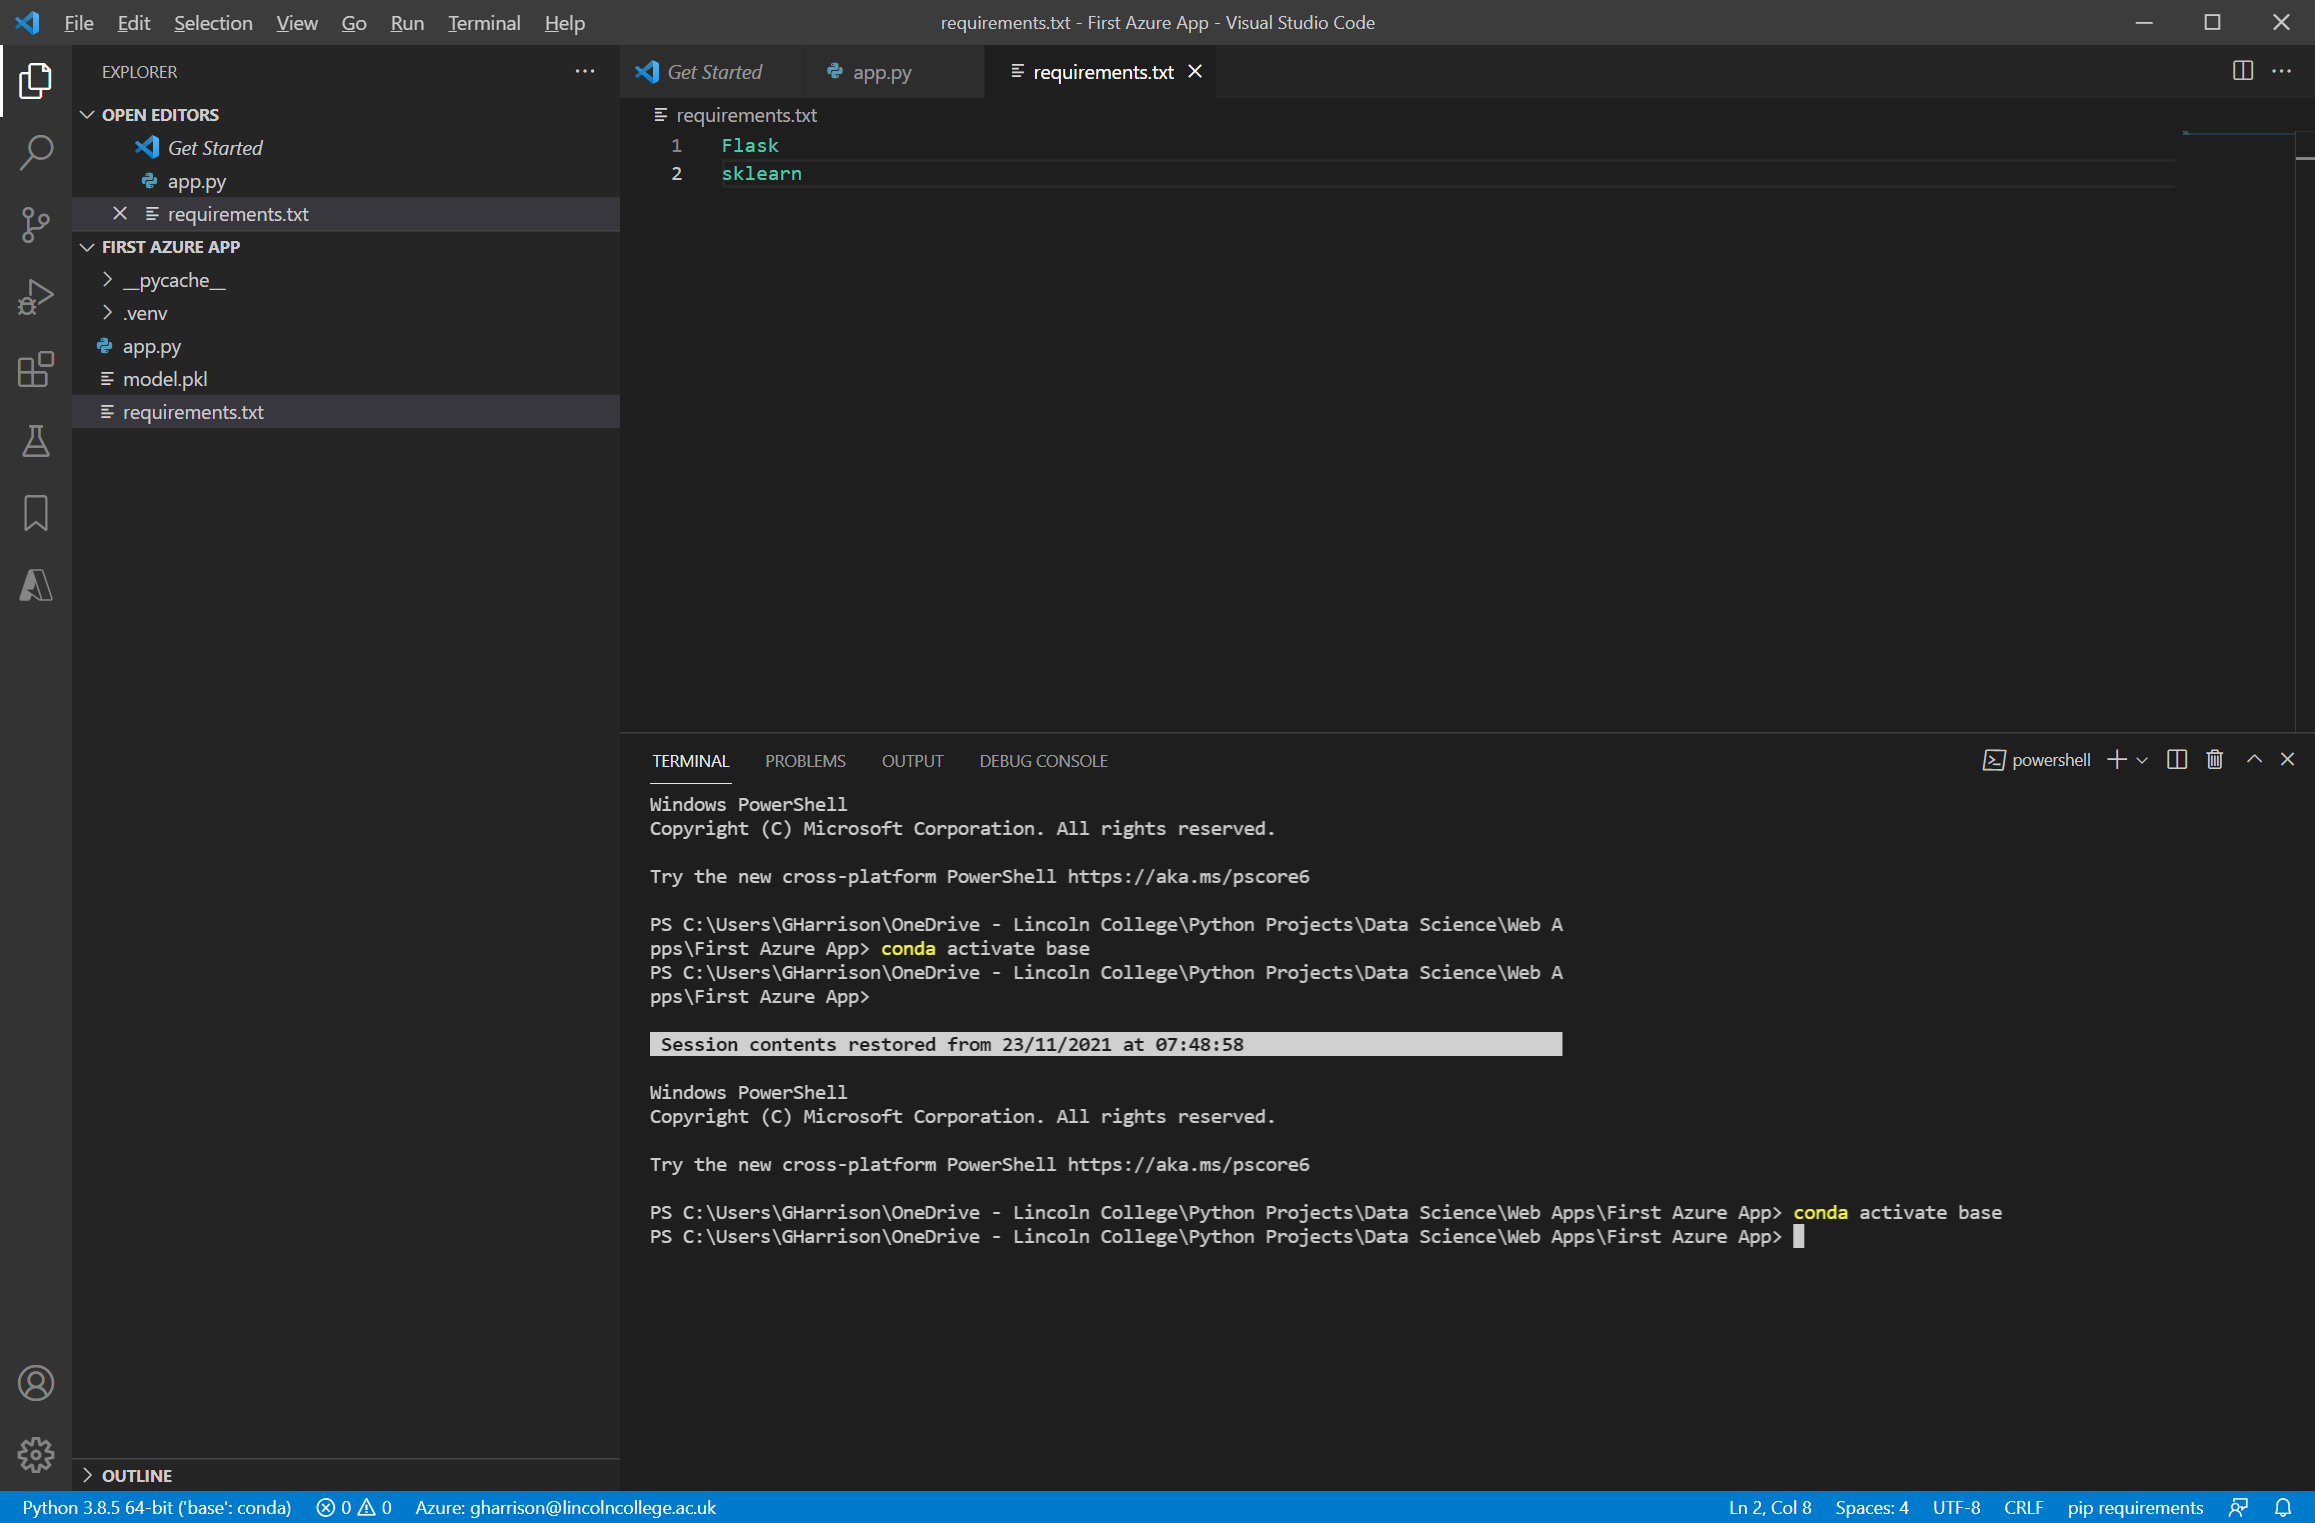 File Edit Selection View Go Run Terminal Help
requirements.txt - First Azure App - Visual Studio Code
EXPLORER
OPEN EDITORS
Get Started
app.py
requirements.txt
FIRST AZURE APP
__pycache__
.venv
app.py
model.pkl
requirements.txt
OUTLINE
Get Started app.py requirements.txt
requirements.txt
1 Flask
2 sklearn
TERMINAL PROBLEMS OUTPUT DEBUG CONSOLE powershell
Windows PowerShell
Copyright (C) Microsoft Corporation. All rights reserved.
Try the new cross-platform PowerShell https://aka.ms/pscore6
PS C:\Users\GHarrison\OneDrive - Lincoln College\Python Projects\Data Science\Web A
pps\First Azure App> conda activate base
PS C:\Users\GHarrison\OneDrive - Lincoln College\Python Projects\Data Science\Web A
pps\First Azure App>
Session contents restored from 23/11/2021 at 07:48:58
Windows PowerShell
Copyright (C) Microsoft Corporation. All rights reserved.
Try the new cross-platform PowerShell https://aka.ms/pscore6
PS C:\Users\GHarrison\OneDrive - Lincoln College\Python Projects\Data Science\Web Apps\First Azure App> conda activate base
PS C:\Users\GHarrison\OneDrive - Lincoln College\Python Projects\Data Science\Web Apps\First Azure App>
Python 3.8.5 64-bit ('base': conda) 0 0 Azure: gharrison@lincolncollege.ac.uk Ln 2, Col 8 Spaces: 4 UTF-8 CRLF pip requirements